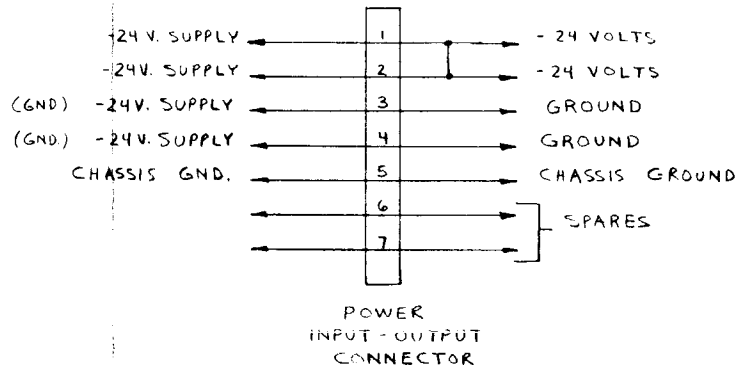 -24 V. SUPPLY 1 - 24 VOLTS
-24V. SUPPLY 2 - 24 VOLTS
(GND) -24V. SUPPLY 3 GROUND
(GND.) -24V. SUPPLY 4 GROUND
CHASSIS GND. 5 CHASSIS GROUND
6
SPARES
7
POWER
INPUT - OUTPUT
CONNECTOR